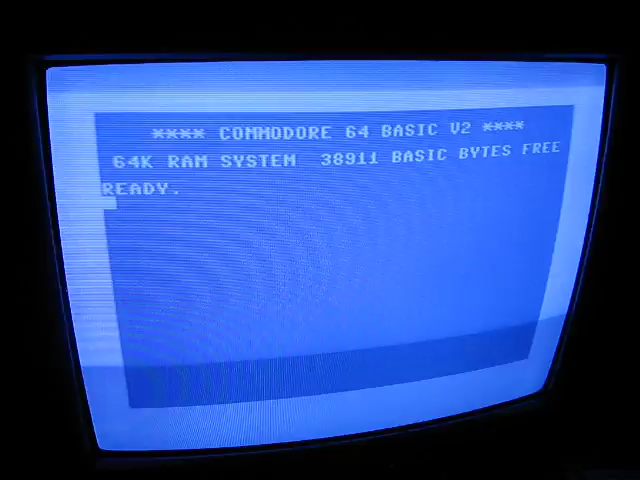 **** COMMODORE 64 BASIC V2 ****
64K RAM SYSTEM 38911 BASIC BYTES FREE
READY.